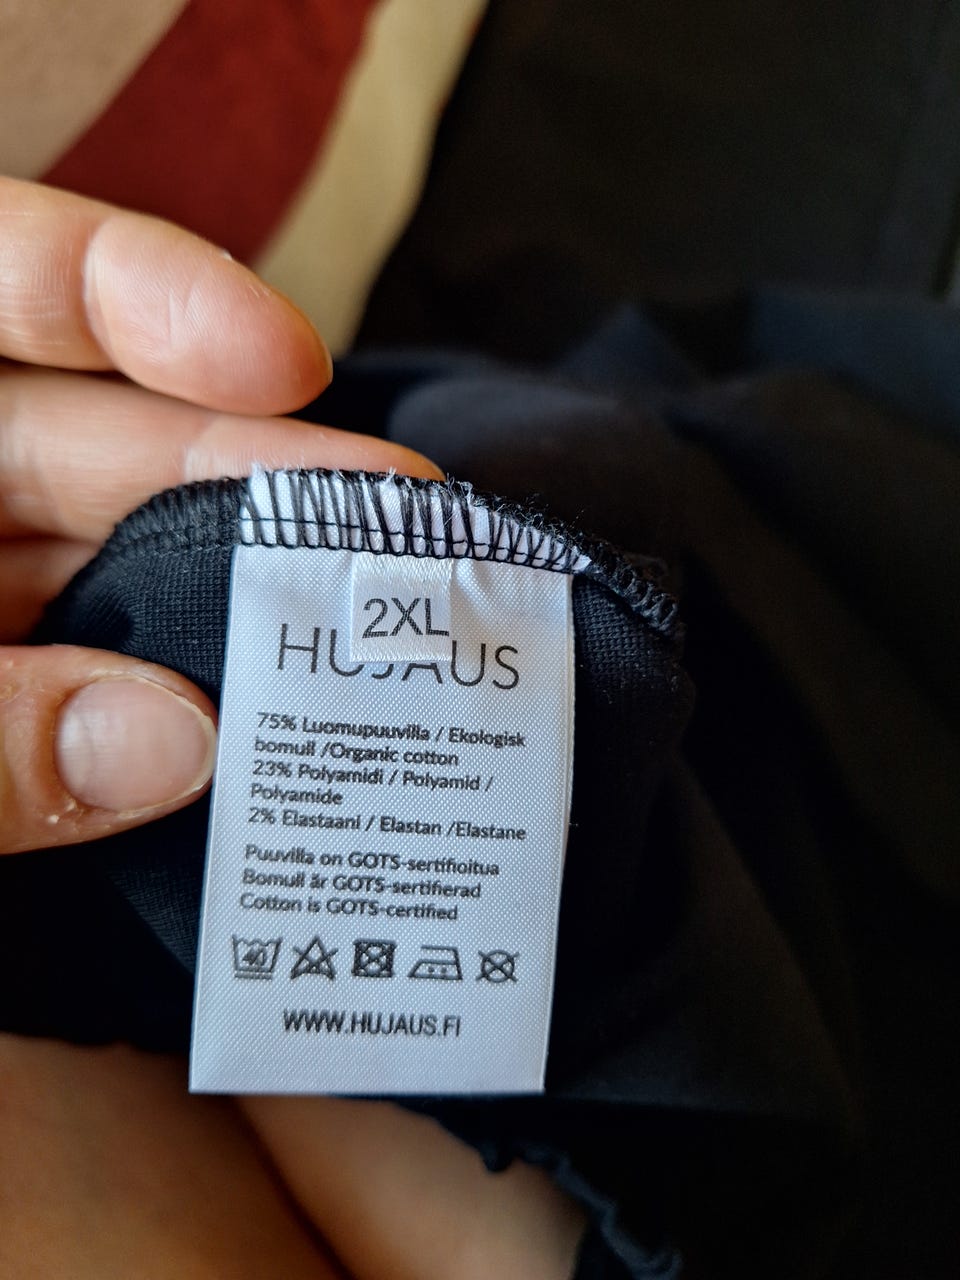 2XL
HUJAUS
75% Luomupuuvilla / Ekologisk
bomull /Organic cotton
23% Polyamidi / Polyamid /
Polyamide
2% Elastaani / Elastan /Elastane
Puuvilla on GOTS-sertifioitua
Bomull är GOTS-sertifierad
Cotton is GOTS-certified
40
WWW.HUJAUS.FI